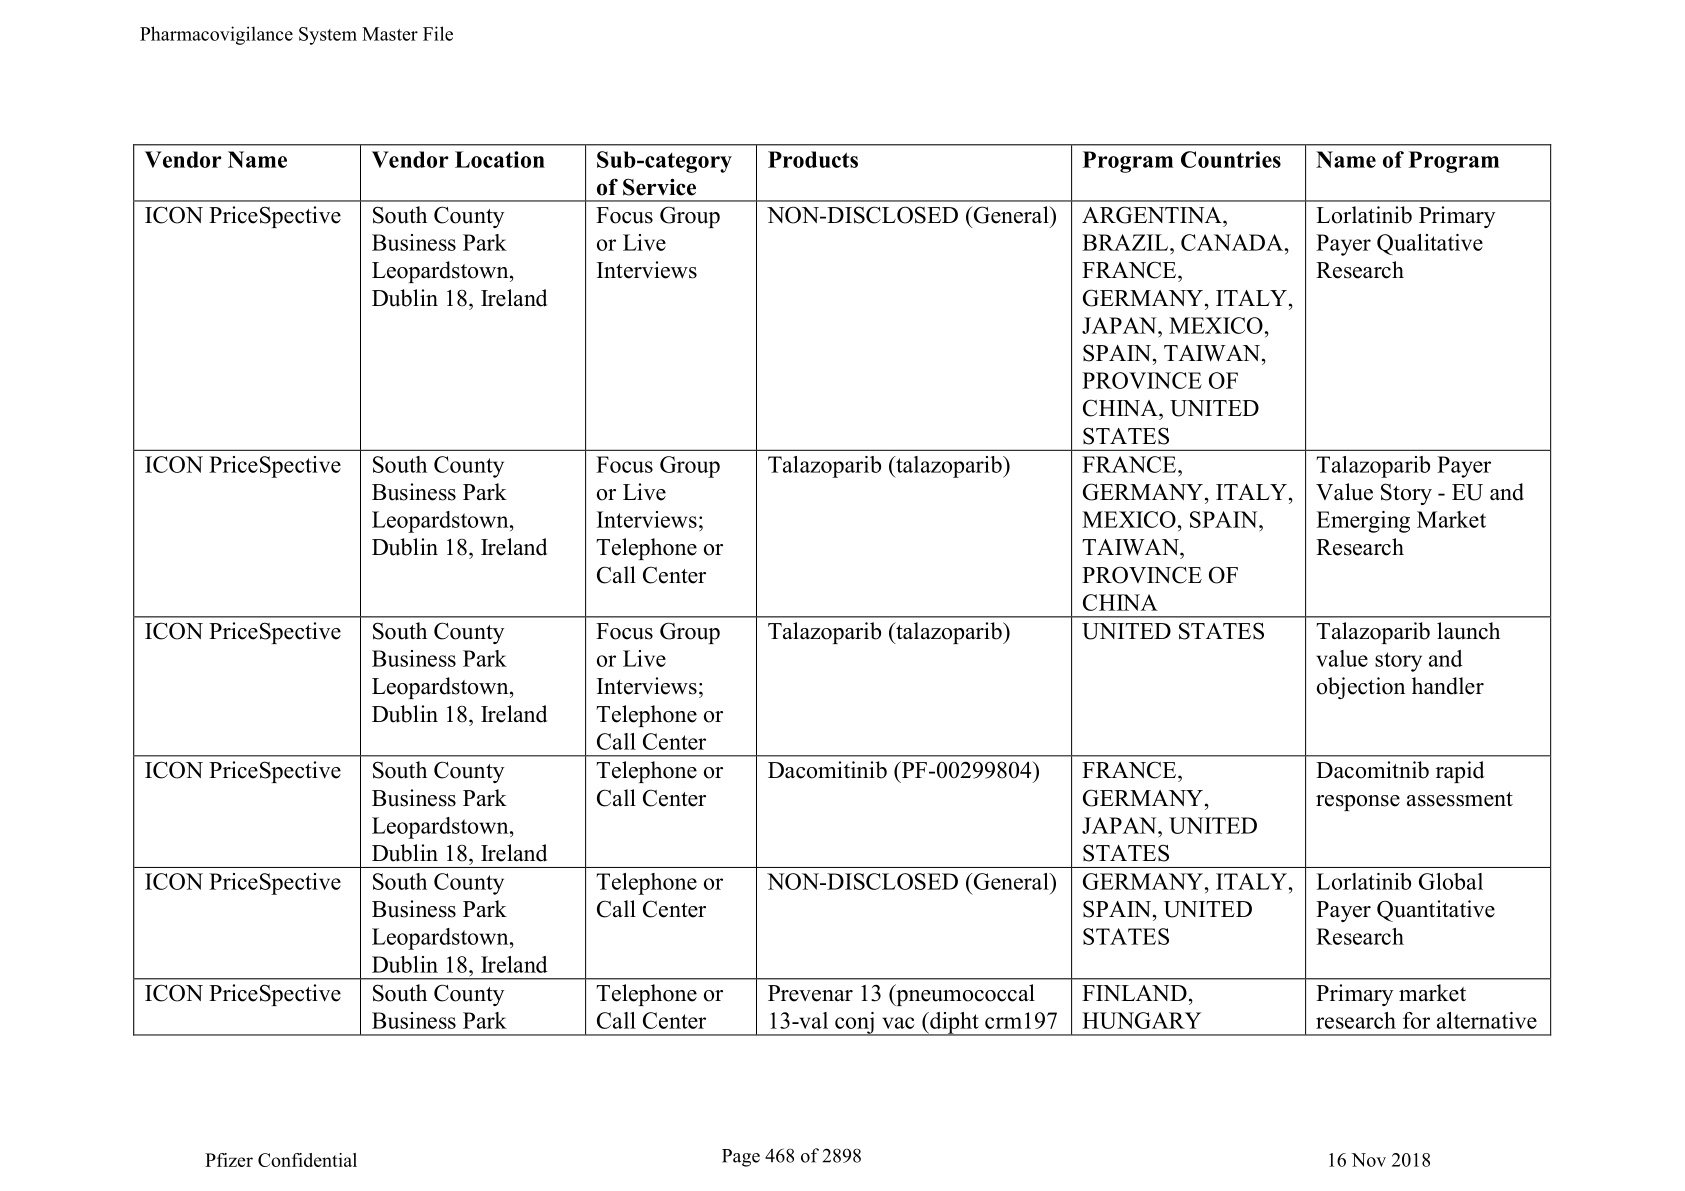 Pharmacovigilance System Master File
Vendor Name
Vendor Location
Sub-category
of Service
Products
Program Countries
Name of Program
ICON PriceSpective
South County
Business Park
Leopardstown,
Dublin 18, Ireland
Focus Group
or Live
Interviews
NON-DISCLOSED (General)
ARGENTINA,
BRAZIL, CANADA,
FRANCE,
GERMANY, ITALY,
JAPAN, MEXICO,
SPAIN, TAIWAN,
PROVINCE OF
CHINA, UNITED
STATES
Lorlatinib Primary
Payer Qualitative
Research
ICON PriceSpective
South County
Business Park
Leopardstown,
Dublin 18, Ireland
Focus Group
or Live
Interviews;
Telephone or
Call Center
Talazoparib (talazoparib)
FRANCE,
GERMANY, ITALY,
MEXICO, SPAIN,
TAIWAN,
PROVINCE OF
CHINA
Talazoparib Payer
Value Story - EU and
Emerging Market
Research
ICON PriceSpective
South County
Business Park
Leopardstown,
Dublin 18, Ireland
Focus Group
or Live
Interviews;
Telephone or
Call Center
Talazoparib (talazoparib)
UNITED STATES
Talazoparib launch
value story and
objection handler
ICON PriceSpective
South County
Business Park
Leopardstown,
Dublin 18, Ireland
Telephone or
Call Center
Dacomitinib (PF-00299804)
FRANCE,
GERMANY,
JAPAN, UNITED
STATES
Dacomitnib rapid
response assessment
ICON PriceSpective
South County
Business Park
Leopardstown,
Dublin 18, Ireland
Telephone or
Call Center
NON-DISCLOSED (General)
GERMANY, ITALY,
SPAIN, UNITED
STATES
Lorlatinib Global
Payer Quantitative
Research
ICON PriceSpective
South County
Business Park
Telephone or
Call Center
Prevenar 13 (pneumococcal
13-val conj vac (dipht crm197
FINLAND,
HUNGARY
Primary market
research for alternative
Pfizer Confidential
Page 468 of 2898
16 Nov 2018